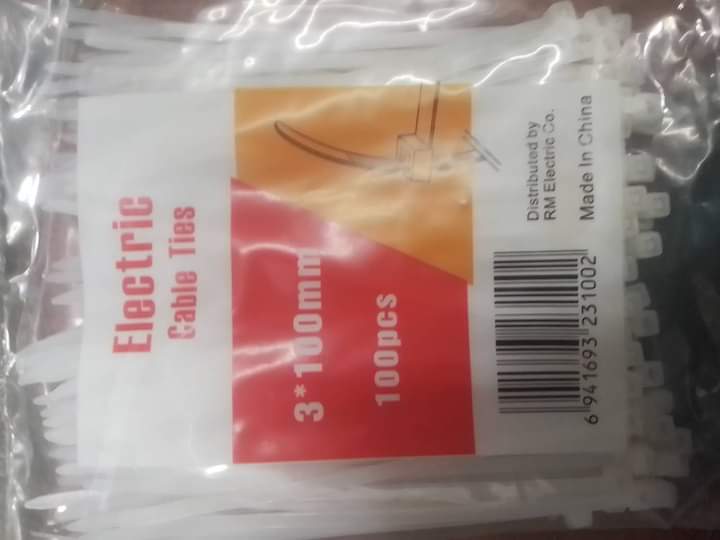 Electric
Cable Ties
3*100mm
100pcs
Distributed by
RM Electric Co.
Made In China
6 941693 231002